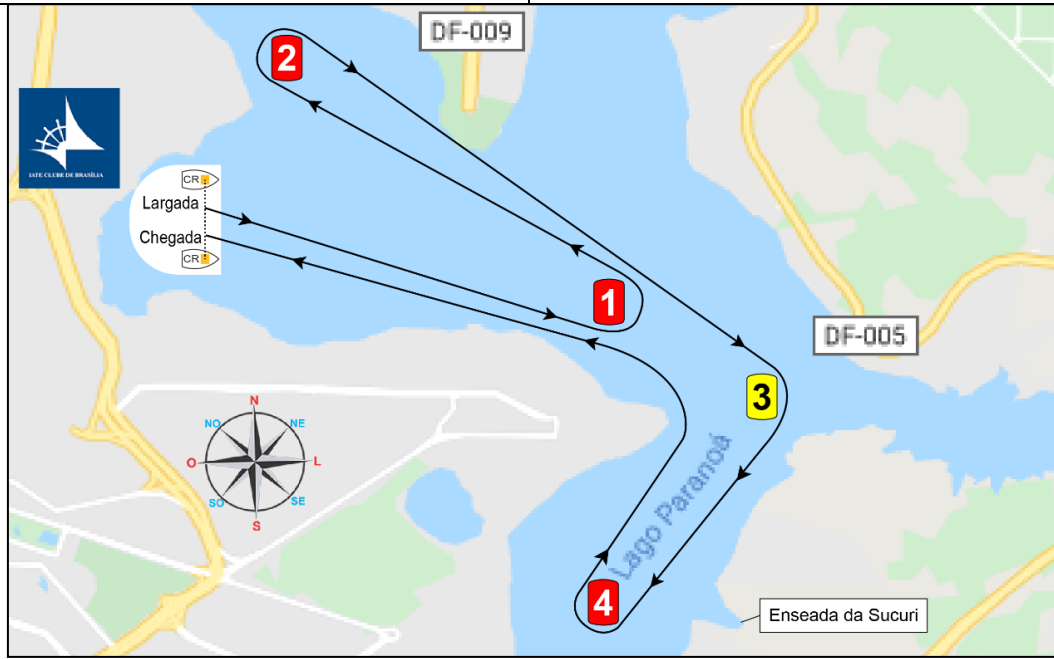 DF-009
2
IATE CLUBE DE BRASÍLIA
CR
Largada
Chegada
CR
1
DF-005
3
N
NO
NE
O
L
SO
SE
S
Lago Paranoá
4
Enseada da Sucuri